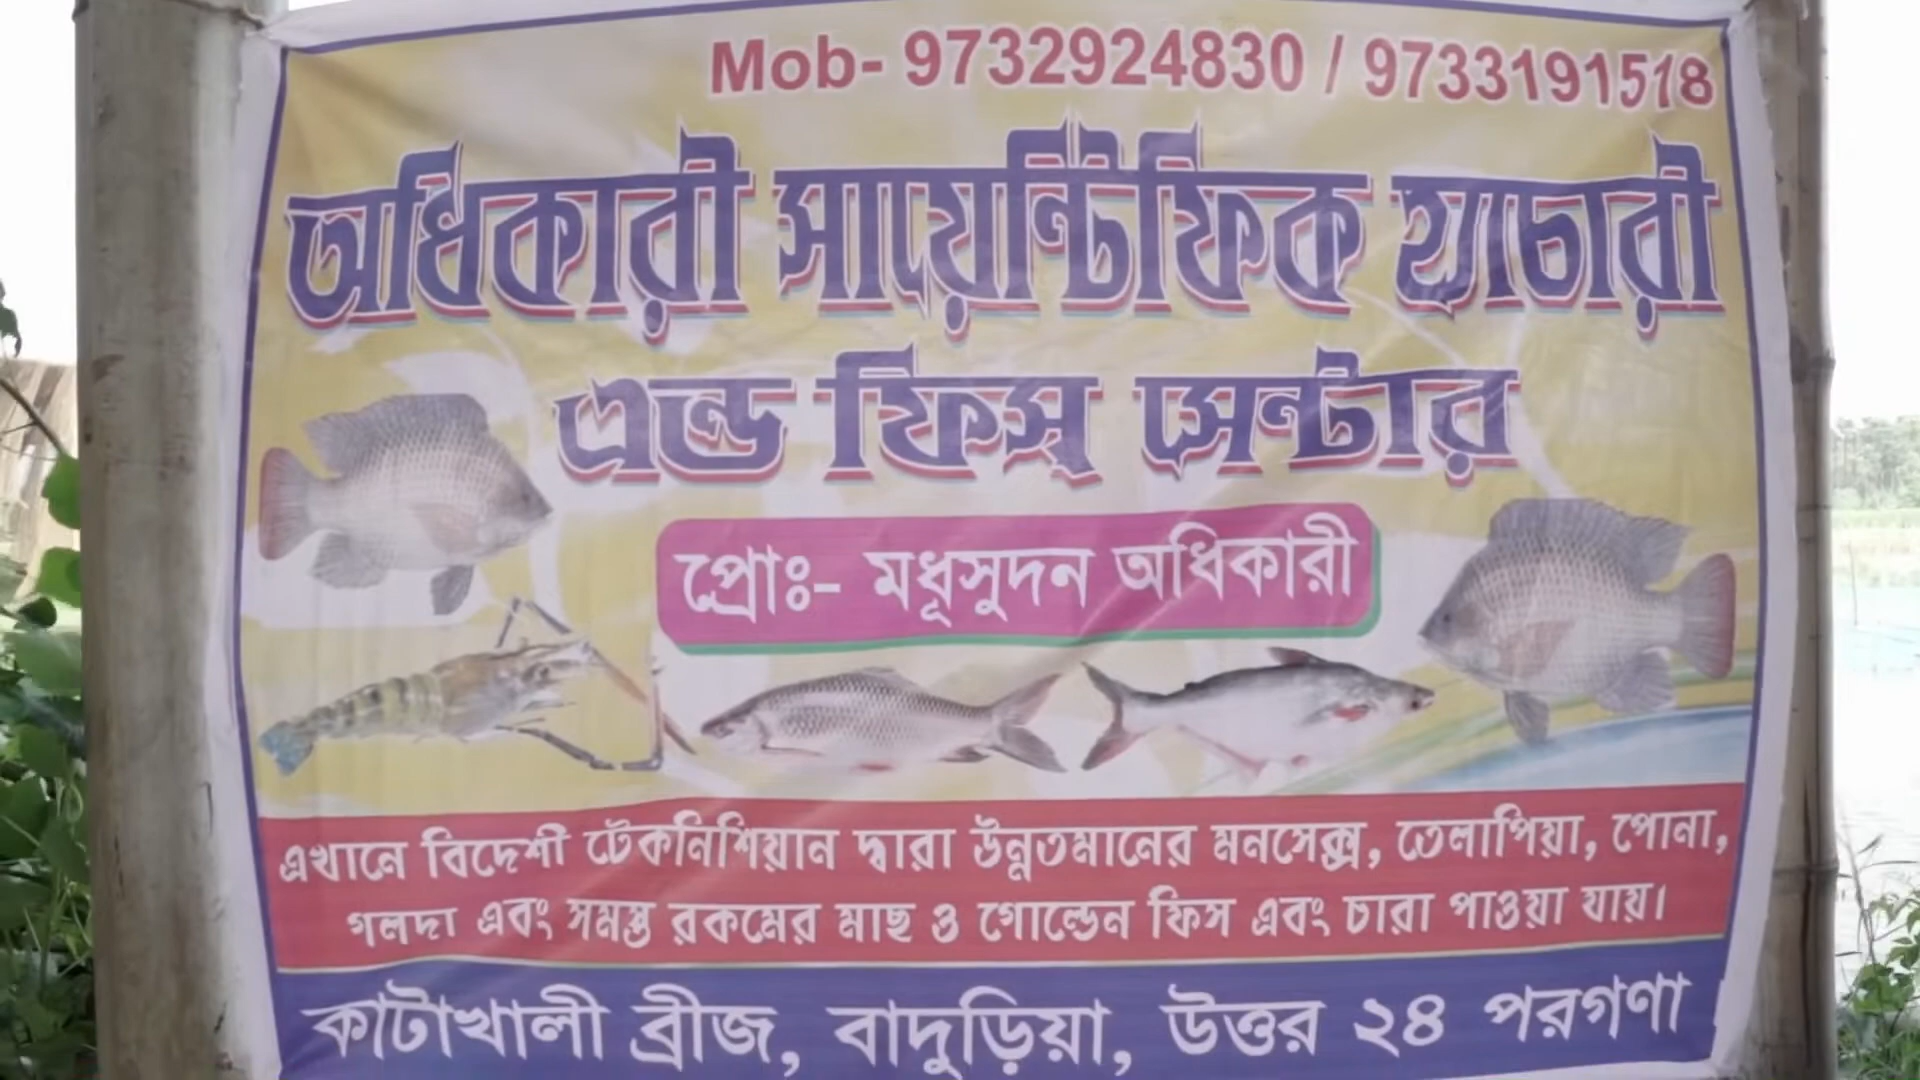 Mob- 9732924830 / 9733191518
অধিকারী সায়েন্টিফিক হ্যাচারী
এন্ড ফিস্ সেন্টার
প্রোঃ- মধূসুদন অধিকারী
এখানে বিদেশী টেকনিশিয়ান দ্বারা উন্নতমানের মনসেক্স, তেলাপিয়া, পোনা,
গলদা এবং সমস্ত রকমের মাছ ও গোল্ডেন ফিস এবং চারা পাওয়া যায়।
কাটাখালী ব্রীজ, বাদুড়িয়া, উত্তর ২৪ পরগণা